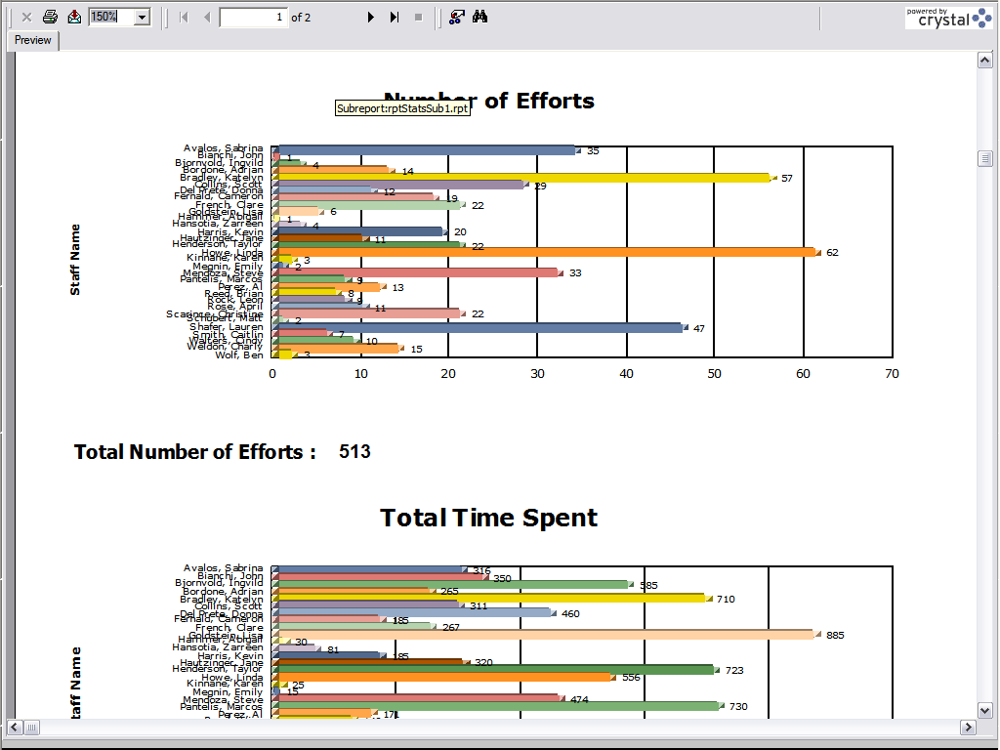 150%
1 of 2
powered by
crystal
Preview
Number of Efforts
Subreport:rptStatsSub1.rpt
Staff Name
Avalos, Sabrina 35
Bianchi, John 1
Bjornvold, Ingvild 4
Bordone, Adrian 14
Bradley, Katelyn 57
Collins, Scott 29
Del Prete, Donna 12
Fernald, Cameron 19
French, Clare 22
Goldstein, Lisa 6
Hammer, Abigail 1
Hansotia, Zarreen 4
Harris, Kevin 20
Hautzinger, Jane 11
Henderson, Taylor 22
Howe, Linda 62
Kinnane, Karen 3
Megnin, Emily 2
Mendoza, Steve 33
Pantelis, Marcos 9
Perez, Al 13
Reed, Brian 8
Rock, Leon 9
Rose, April 11
Scarince, Christine 22
Schubert, Matt 2
Shafer, Lauren 47
Smith, Caitlin 7
Walters, Cindy 10
Weldon, Charly 15
Wolf, Ben 3
0 10 20 30 40 50 60 70
Total Number of Efforts : 513
Total Time Spent
taff Name
Avalos, Sabrina 316
Bianchi, John 350
Bjornvold, Ingvild 585
Bordone, Adrian 265
Bradley, Katelyn 710
Collins, Scott 311
Del Prete, Donna 460
Fernald, Cameron 185
French, Clare 267
Goldstein, Lisa 885
Hammer, Abigail 30
Hansotia, Zarreen 81
Harris, Kevin 185
Hautzinger, Jane 320
Henderson, Taylor 723
Howe, Linda 556
Kinnane, Karen 25
Megnin, Emily 15
Mendoza, Steve 474
Pantelis, Marcos 730
Perez, Al 171